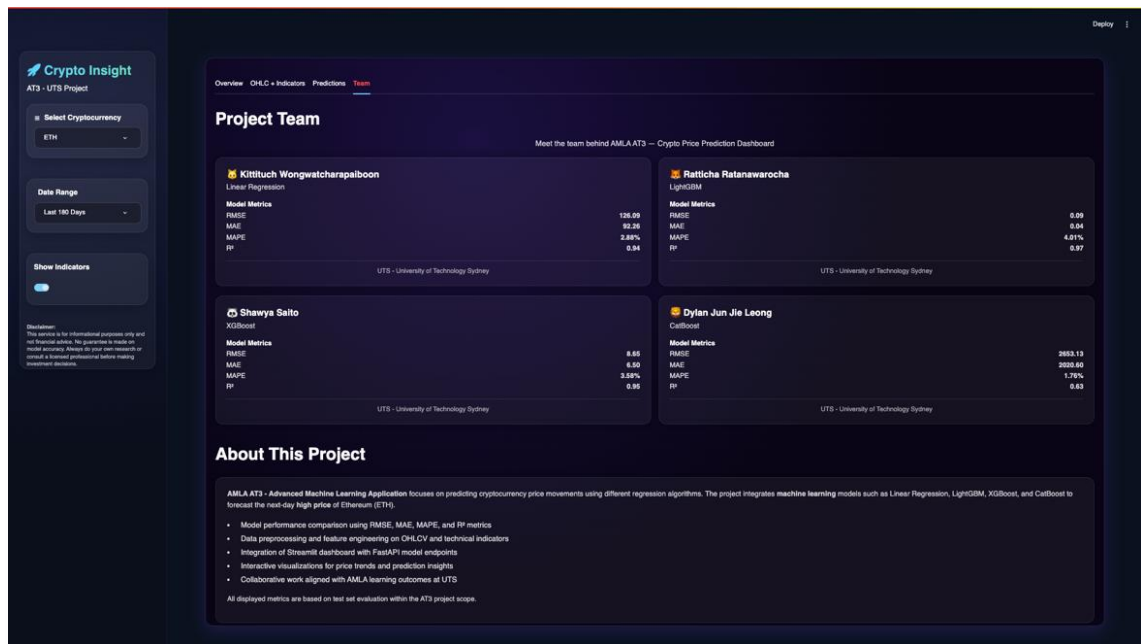 Deploy
Crypto Insight
AT3 - UTS Project
Select Cryptocurrency
ETH
Date Range
Last 180 Days
Show Indicators
Disclaimer:
This service is for informational purposes only and
not financial advice. No guarantee is made on
model accuracy. Always do your own research or
consult a licensed professional before making
investment decisions.
Overview OHLC + Indicators Predictions Team
Project Team
Meet the team behind AMLA AT3 — Crypto Price Prediction Dashboard
Kittituch Wongwatcharapaiboon
Linear Regression
Model Metrics
RMSE 126.09
MAE 92.26
MAPE 2.88%
R² 0.94
UTS - University of Technology Sydney
Ratticha Ratanawarocha
LightGBM
Model Metrics
RMSE 0.09
MAE 0.04
MAPE 4.01%
R² 0.97
UTS - University of Technology Sydney
Shawya Saito
XGBoost
Model Metrics
RMSE 8.65
MAE 6.50
MAPE 3.58%
R² 0.95
UTS - University of Technology Sydney
Dylan Jun Jie Leong
CatBoost
Model Metrics
RMSE 2653.13
MAE 2020.60
MAPE 1.76%
R² 0.63
UTS - University of Technology Sydney
About This Project
AMLA AT3 - Advanced Machine Learning Application focuses on predicting cryptocurrency price movements using different regression algorithms. The project integrates machine learning models such as Linear Regression, LightGBM, XGBoost, and CatBoost to
forecast the next-day high price of Ethereum (ETH).
• Model performance comparison using RMSE, MAE, MAPE, and R² metrics
• Data preprocessing and feature engineering on OHLCV and technical indicators
• Integration of Streamlit dashboard with FastAPI model endpoints
• Interactive visualizations for price trends and prediction insights
• Collaborative work aligned with AMLA learning outcomes at UTS
All displayed metrics are based on test set evaluation within the AT3 project scope.